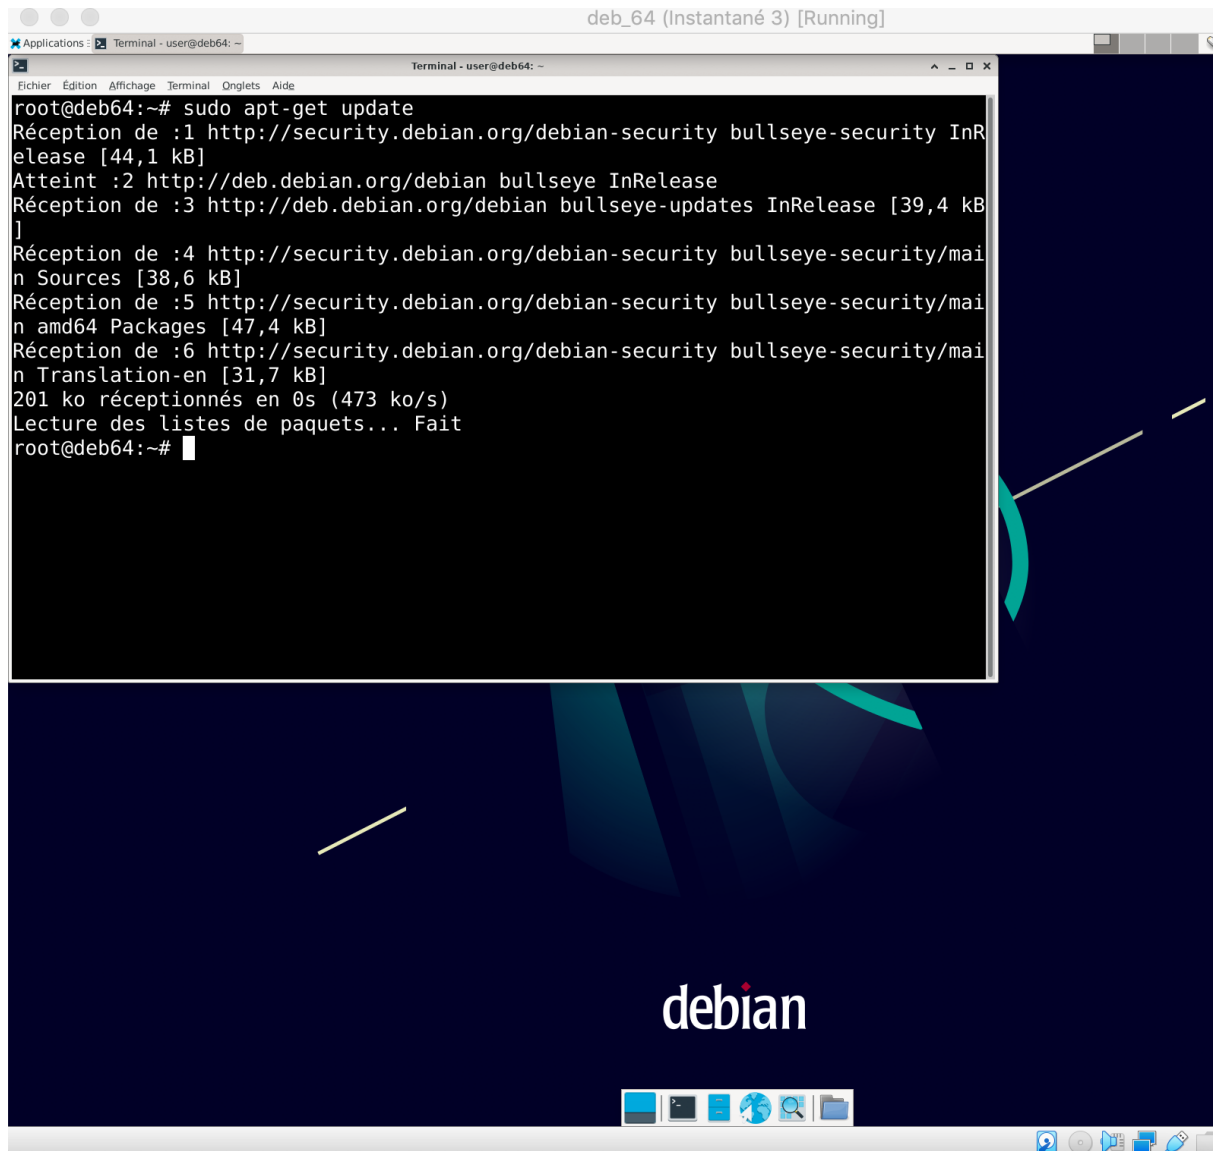 deb_64 (Instantané 3) [Running]
Applications
Terminal - user@deb64: ~
Terminal - user@deb64: ~
Fichier Édition Affichage Terminal Onglets Aide
root@deb64:~# sudo apt-get update
Réception de :1 http://security.debian.org/debian-security bullseye-security InR
elease [44,1 kB]
Atteint :2 http://deb.debian.org/debian bullseye InRelease
Réception de :3 http://deb.debian.org/debian bullseye-updates InRelease [39,4 kB
]
Réception de :4 http://security.debian.org/debian-security bullseye-security/mai
n Sources [38,6 kB]
Réception de :5 http://security.debian.org/debian-security bullseye-security/mai
n amd64 Packages [47,4 kB]
Réception de :6 http://security.debian.org/debian-security bullseye-security/mai
n Translation-en [31,7 kB]
201 ko réceptionnés en 0s (473 ko/s)
Lecture des listes de paquets... Fait
root@deb64:~#
debian